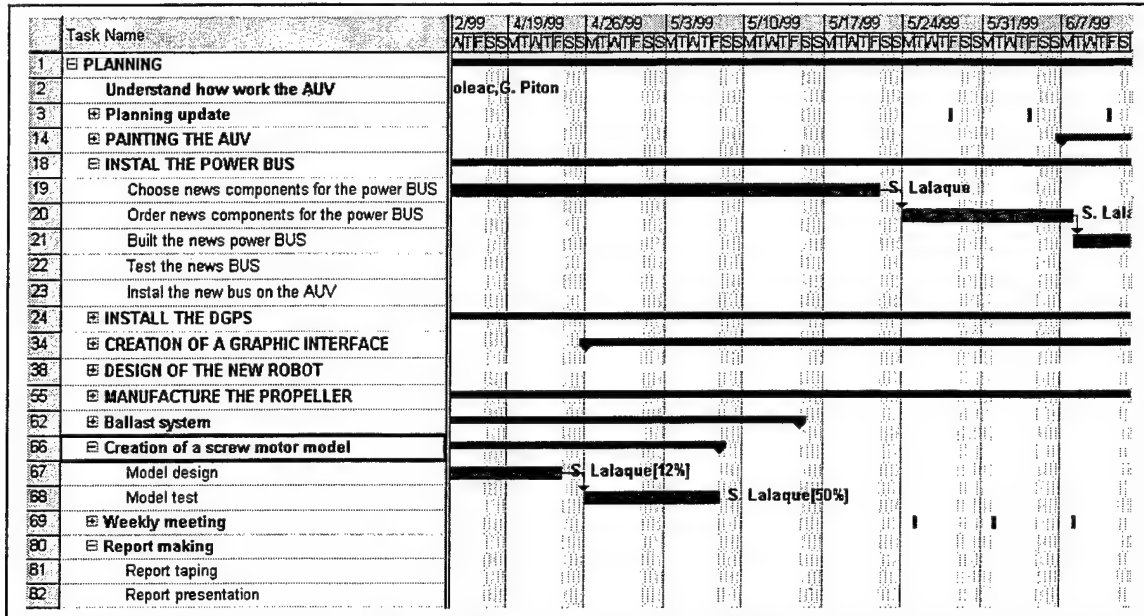 Task Name 2/99 4/19/99 4/26/99 5/3/99 5/10/99 5/17/99 5/24/99 5/31/99 6/7/99
1 PLANNING
2 Understand how work the AUV oleac,G. Piton
3 Planning update
14 PAINTING THE AUV
18 INSTAL THE POWER BUS
19 Choose news components for the power BUS S. Lalaque
20 Order news components for the power BUS S. Lala
21 Built the news power BUS
22 Test the news BUS
23 Instal the new bus on the AUV
24 INSTALL THE DGPS
34 CREATION OF A GRAPHIC INTERFACE
38 DESIGN OF THE NEW ROBOT
55 MANUFACTURE THE PROPELLER
62 Ballast system
66 Creation of a screw motor model
67 Model design S. Lalaque[12%]
68 Model test S. Lalaque[50%]
69 Weekly meeting
80 Report making
81 Report taping
82 Report presentation